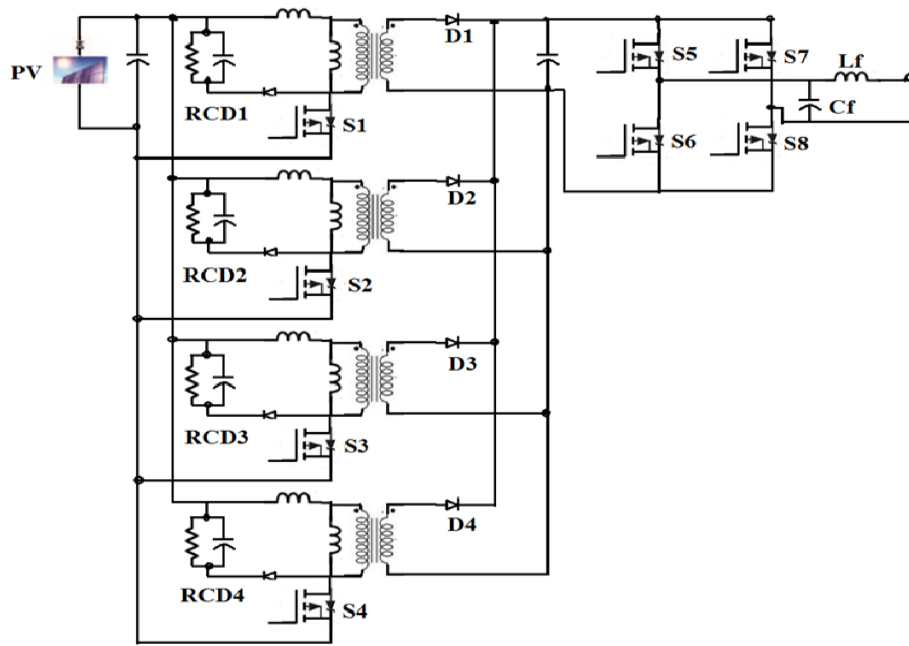 D1
PV
RCD1
S1
S5
S7
Lf
Cf
S6
S8
D2
RCD2
S2
D3
RCD3
S3
D4
RCD4
S4